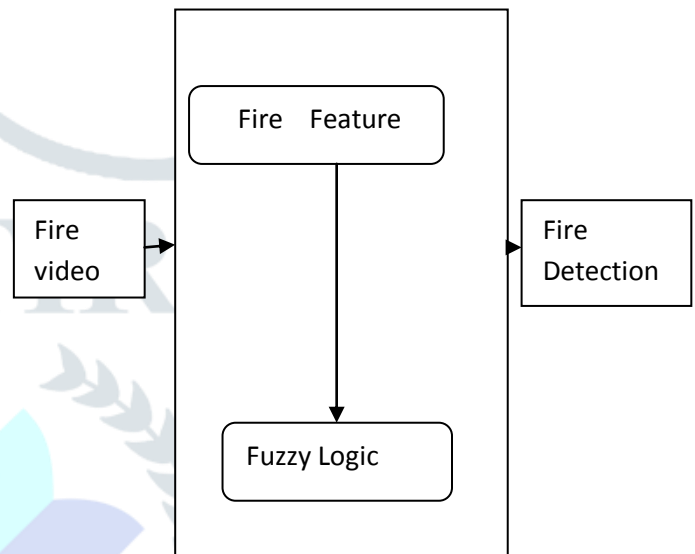 Fire Feature
Fire
video
Fire
Detection
Fuzzy Logic